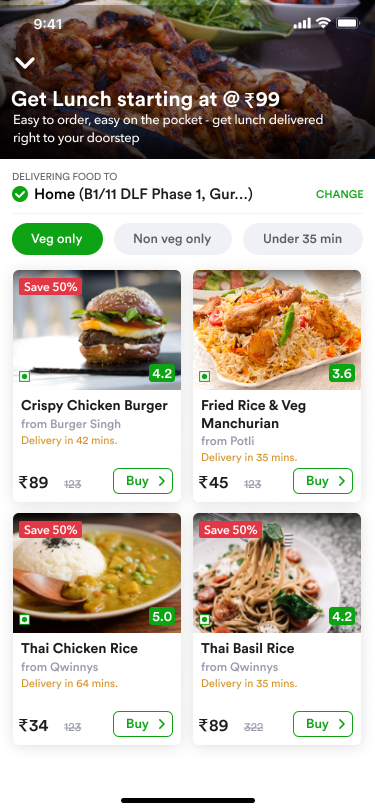 9:41
Get Lunch starting at @ ₹99
Easy to order, easy on the pocket - get lunch delivered
right to your doorstep
DELIVERING FOOD TO
Home (B1/11 DLF Phase 1, Gur...)
CHANGE
Veg only
Non veg only
Under 35 min
Save 50%
4.2
Crispy Chicken Burger
from Burger Singh
Delivery in 42 mins.
₹89
123
Buy
3.6
Fried Rice & Veg
Manchurian
from Potli
Delivery in 35 mins.
₹45
123
Buy
Save 50%
5.0
Thai Chicken Rice
from Qwinnys
Delivery in 64 mins.
₹34
123
Buy
Save 50%
4.2
Thai Basil Rice
from Qwinnys
Delivery in 35 mins.
₹89
322
Buy